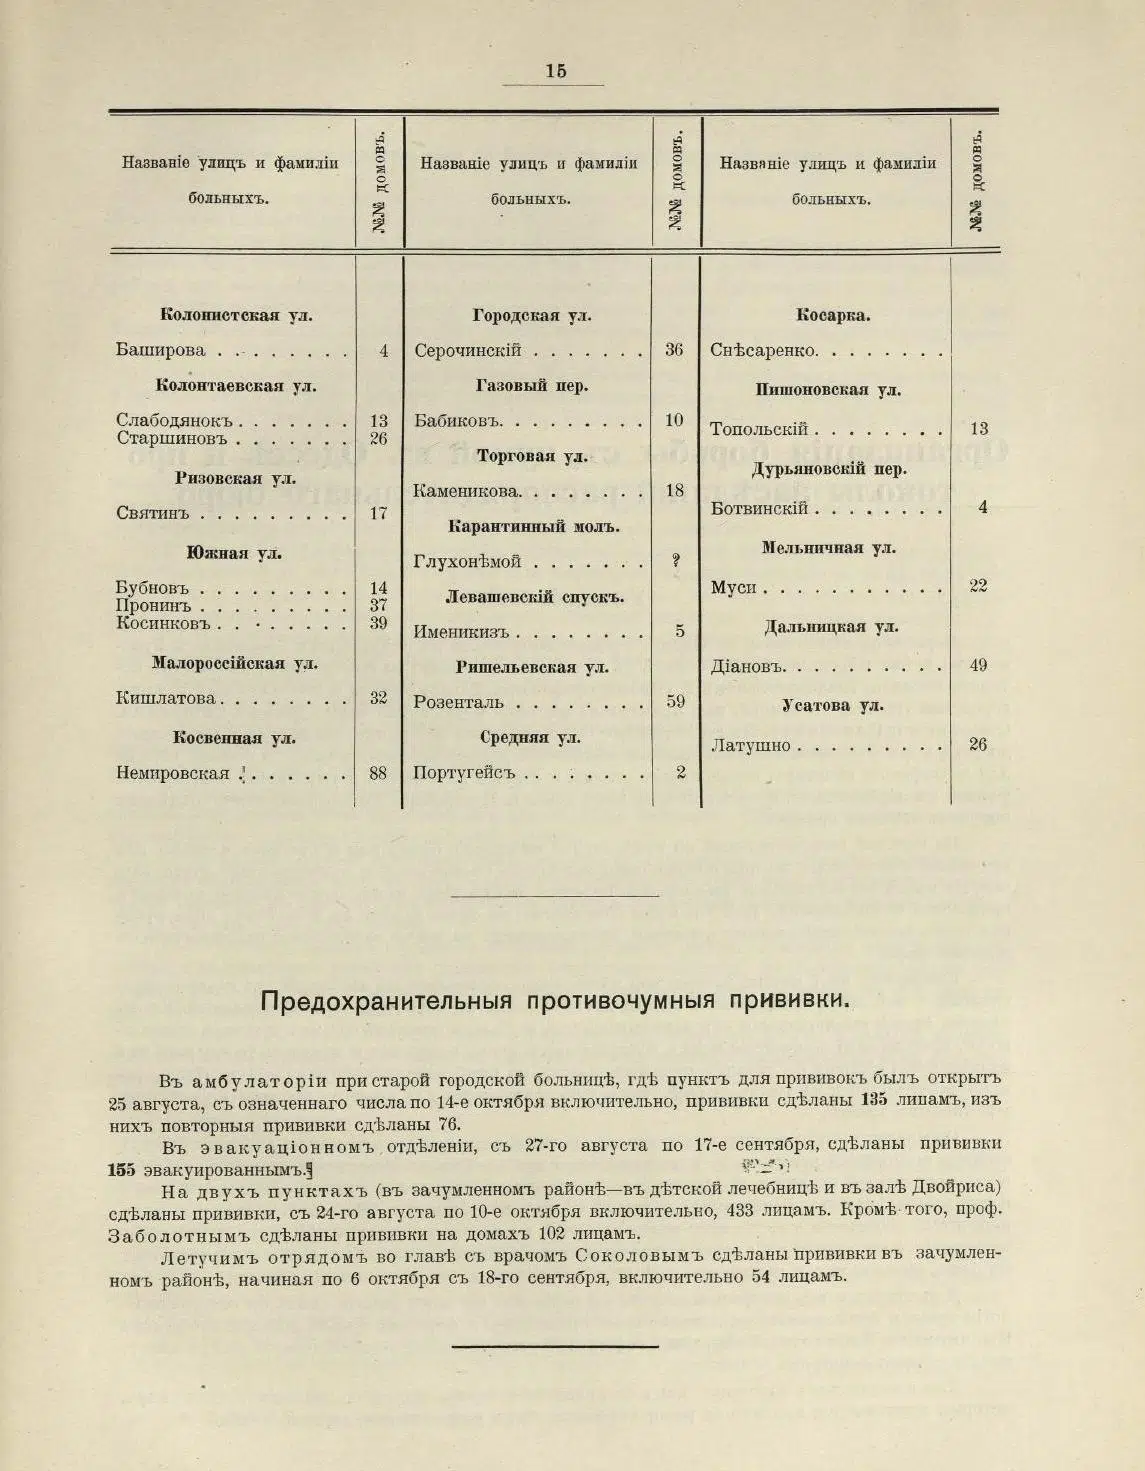 15
Названіе улицъ и фамиліи
больныхъ.
№№ домовъ.
Названіе улицъ и фамиліи
больныхъ.
№№ домовъ.
Названіе улицъ и фамиліи
больныхъ.
№№ домовъ.
Колонистская ул.
Баширова . . . . . . . . 4
Колонтаевская ул.
Слабодянокъ . . . . . . . 13
Старшиновъ . . . . . . . 26
Ризовская ул.
Святинъ . . . . . . . . . 17
Южная ул.
Бубновъ . . . . . . . . . 14
Пронинъ . . . . . . . . . 37
Косинковъ . . . . . . . . 39
Малороссійская ул.
Кишлатова . . . . . . . . 32
Косвенная ул.
Немировская . . . . . . . 88
Городская ул.
Серочинскій . . . . . . . 36
Газовый пер.
Бабиковъ. . . . . . . . . 10
Торговая ул.
Каменикова. . . . . . . . 18
Карантинный молъ.
Глухонѣмой . . . . . . . ?
Левашевскій спускъ.
Именикизъ . . . . . . . . 5
Ришельевская ул.
Розенталь . . . . . . . . 59
Средняя ул.
Португейсъ . . . . . . . . 2
Косарка.
Снѣсаренко. . . . . . . .
Пишоновская ул.
Топольскій . . . . . . . . 13
Дурьяновскій пер.
Ботвинскій . . . . . . . . 4
Мельничная ул.
Муси . . . . . . . . . . . 22
Дальницкая ул.
Діановъ. . . . . . . . . . 49
Усатова ул.
Латушно . . . . . . . . . 26
Предохранительныя противочумныя прививки.
Въ амбулаторіи при старой городской больницѣ, гдѣ пунктъ для прививокъ былъ открытъ
25 августа, съ означеннаго числа по 14-е октября включительно, прививки сдѣланы 135 лицамъ, изъ
нихъ повторныя прививки сдѣланы 76.
Въ эвакуаціонномъ отдѣленіи, съ 27-го августа по 17-е сентября, сдѣланы прививки
155 эвакуированнымъ.
На двухъ пунктахъ (въ зачумленномъ районѣ—въ дѣтской лечебницѣ и въ залѣ Двойриса)
сдѣланы прививки, съ 24-го августа по 10-е октября включительно, 433 лицамъ. Кромѣ того, проф.
Заболотнымъ сдѣланы прививки на домахъ 102 лицамъ.
Летучимъ отрядомъ во главѣ съ врачомъ Соколовымъ сдѣланы прививки въ зачумлен-
номъ районѣ, начиная по 6 октября съ 18-го сентября, включительно 54 лицамъ.